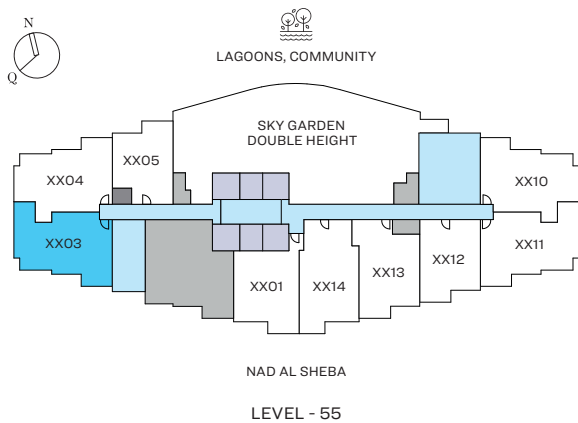 N
Q
LAGOONS, COMMUNITY
SKY GARDEN
DOUBLE HEIGHT
XX05
XX04
XX10
XX03
XX11
XX12
XX13
XX01
XX14
NAD AL SHEBA
LEVEL - 55